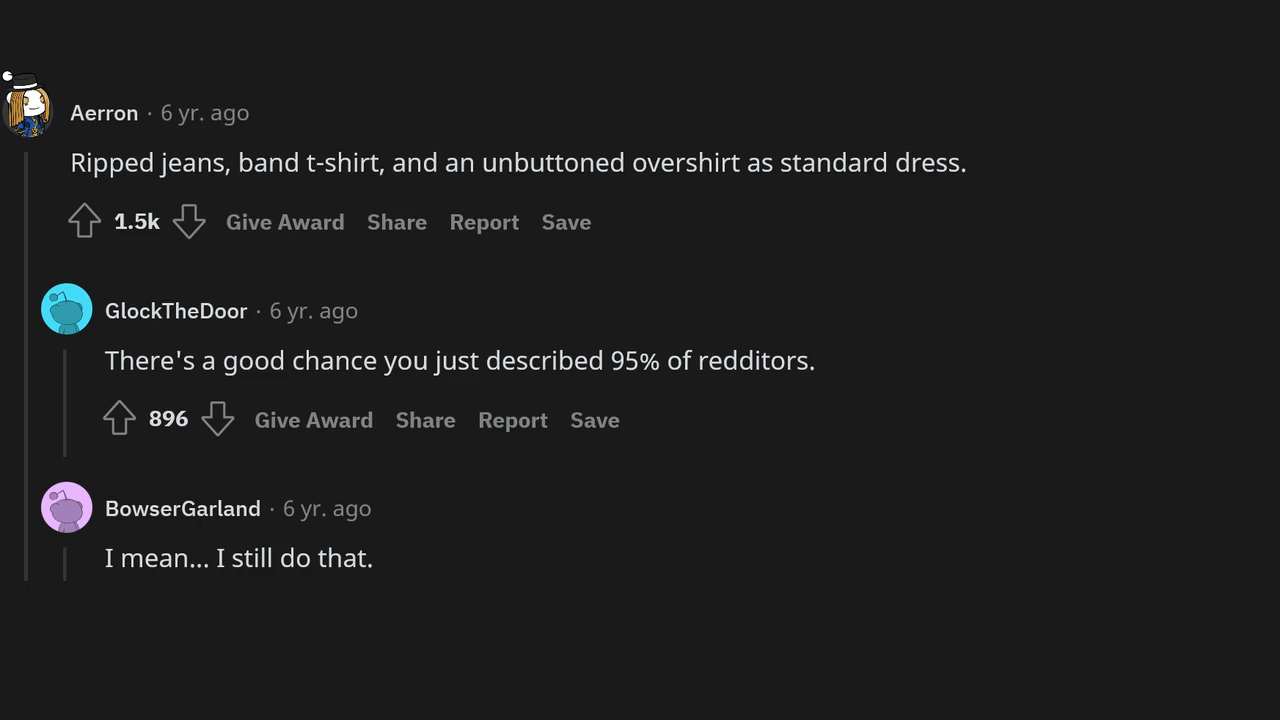 Aerron · 6 yr. ago
Ripped jeans, band t-shirt, and an unbuttoned overshirt as standard dress.
1.5k Give Award Share Report Save
GlockTheDoor · 6 yr. ago
There's a good chance you just described 95% of redditors.
896 Give Award Share Report Save
BowserGarland · 6 yr. ago
I mean... I still do that.